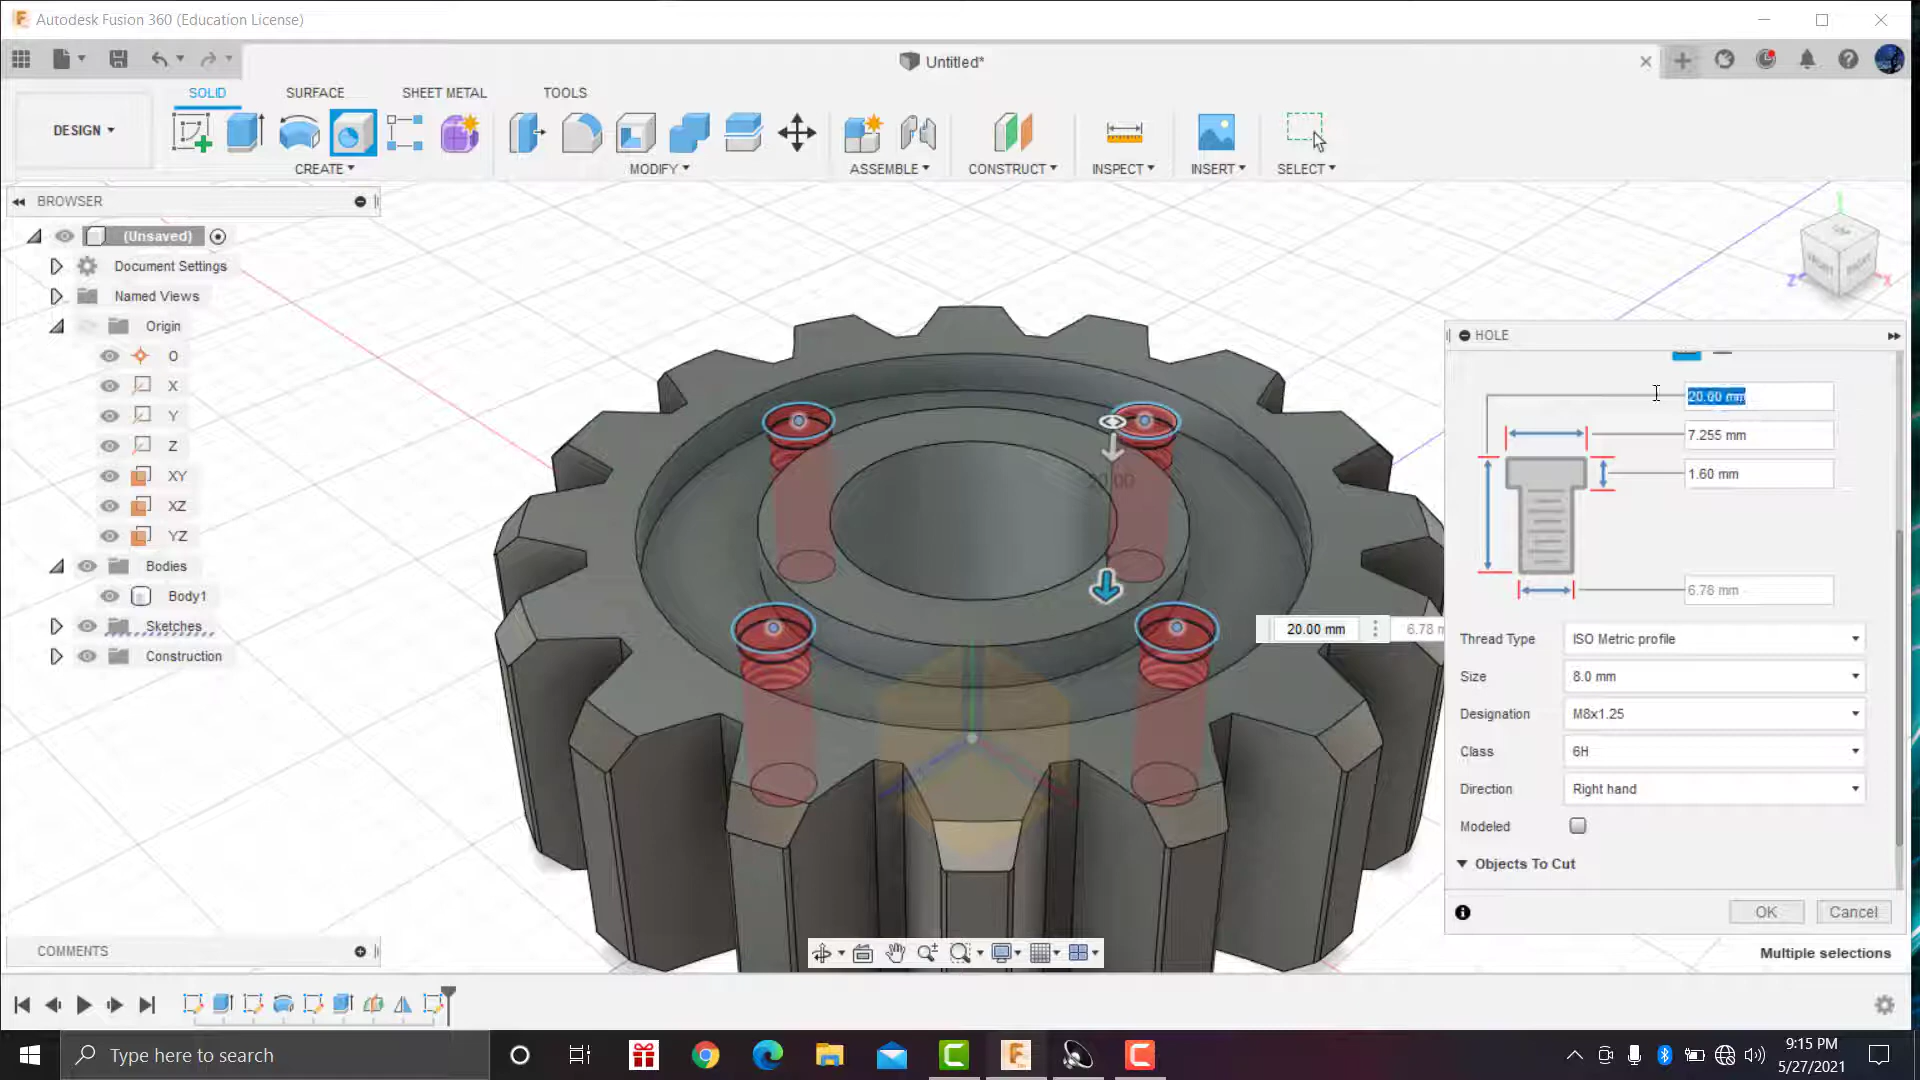 Autodesk Fusion 360 (Education License)
Untitled*
SOLID SURFACE SHEET METAL TOOLS
DESIGN
CREATE MODIFY ASSEMBLE CONSTRUCT INSPECT INSERT SELECT
BROWSER
(Unsaved)
Document Settings
Named Views
Origin
O
X
Y
Z
XY
XZ
YZ
Bodies
Body1
Sketches
Construction
COMMENTS
Z
X
20.00
20.00 mm
HOLE
20.00 mm
7.255 mm
1.60 mm
6.78 mm
Thread Type ISO Metric profile
Size 8.0 mm
Designation M8x1.25
Class 6H
Direction Right hand
Modeled
Objects To Cut
OK Cancel
Multiple selections
Type here to search
9:15 PM
5/27/2021